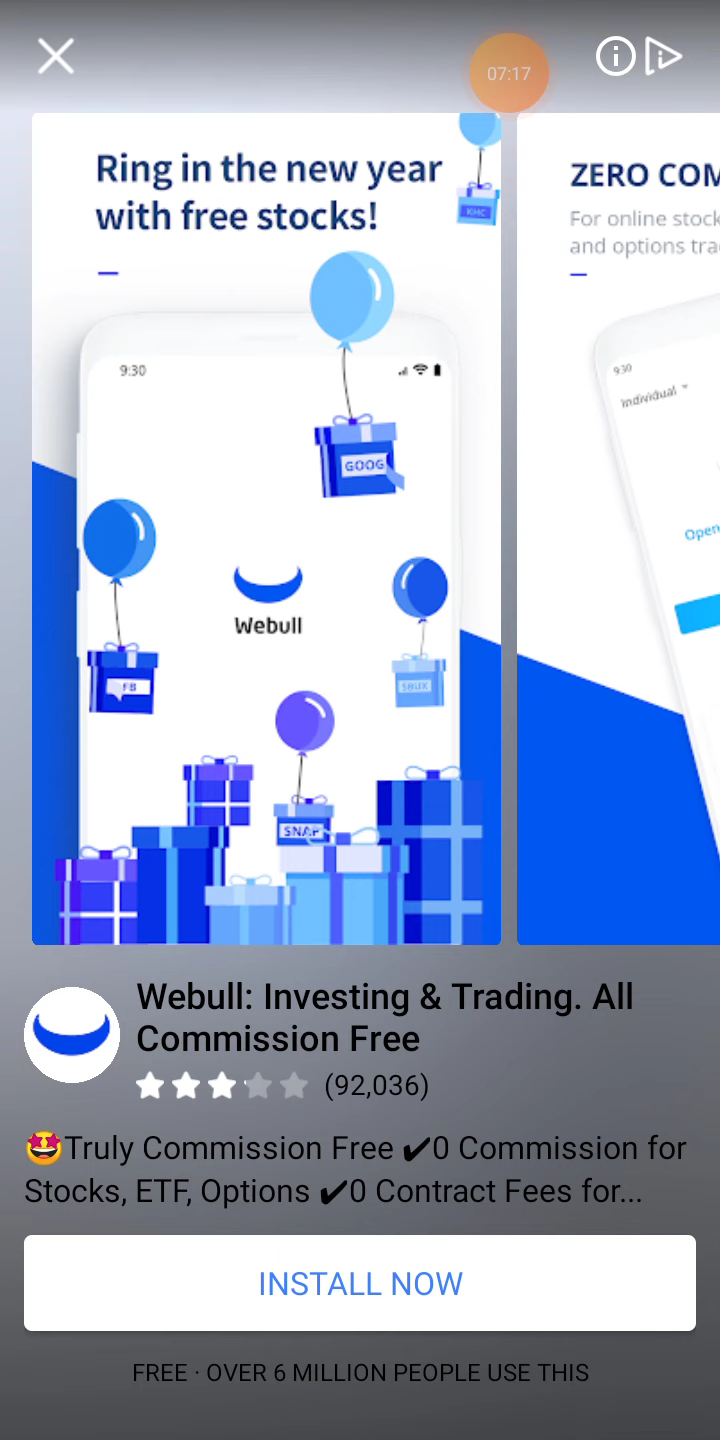 07:17
Ring in the new year
with free stocks!
KHC
9:30
GOOG
Webull
FB
SBUX
SNAP
ZERO COM
For online stock
and options tra
9:30
Individual
Open
Webull: Investing & Trading. All
Commission Free
(92,036)
🤩Truly Commission Free ✔0 Commission for
Stocks, ETF, Options ✔0 Contract Fees for...
INSTALL NOW
FREE · OVER 6 MILLION PEOPLE USE THIS